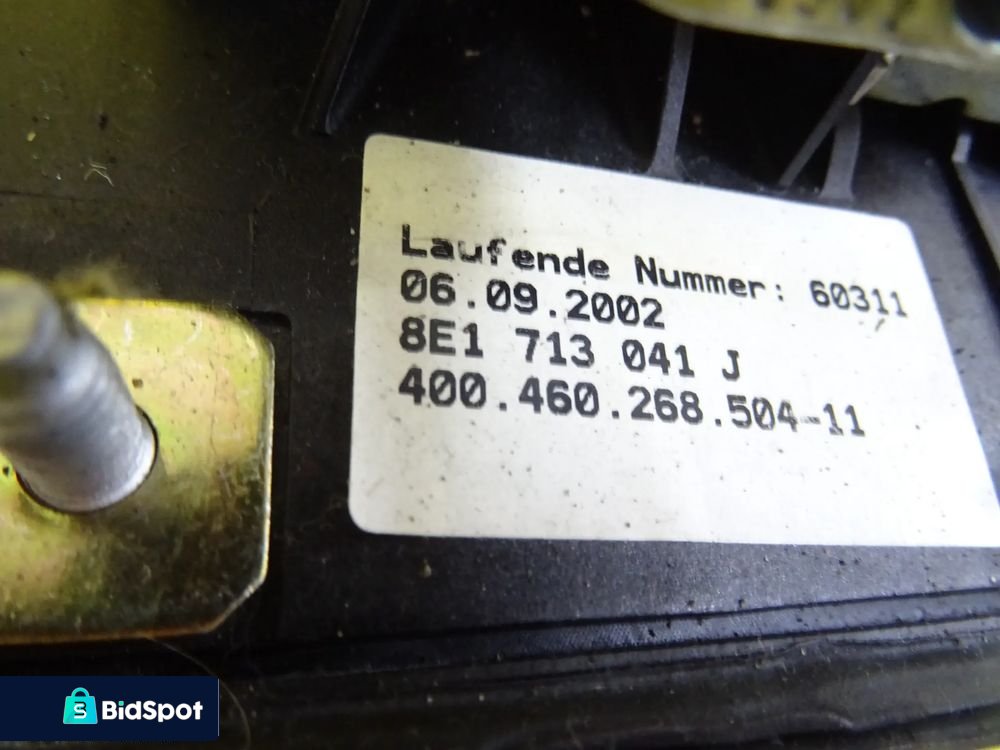 Laufende Nummer: 60311
06.09.2002
8E1 713 041 J
400.460.268.504-11
BidSpot